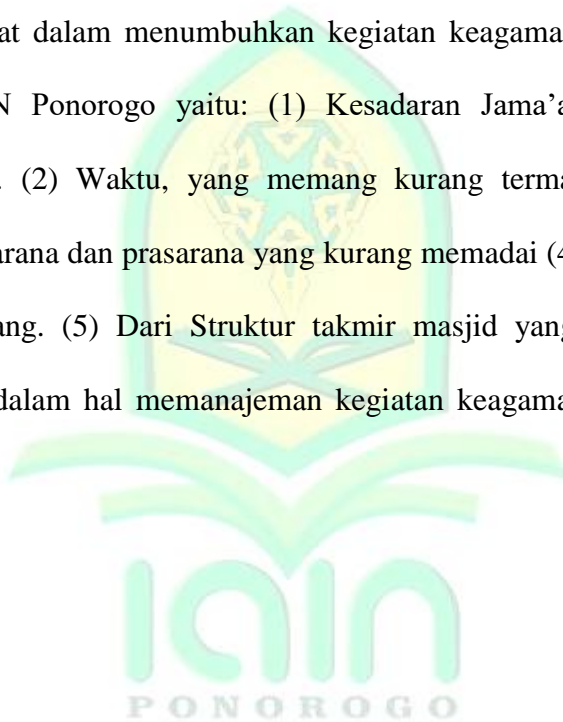 at dalam menumbuhkan kegiatan keagama
N Ponorogo yaitu: (1) Kesadaran Jama’a
. (2) Waktu, yang memang kurang terma
arana dan prasarana yang kurang memadai (4
ang. (5) Dari Struktur takmir masjid yang
dalam hal memanajeman kegiatan keagama
iain
PONOROGO